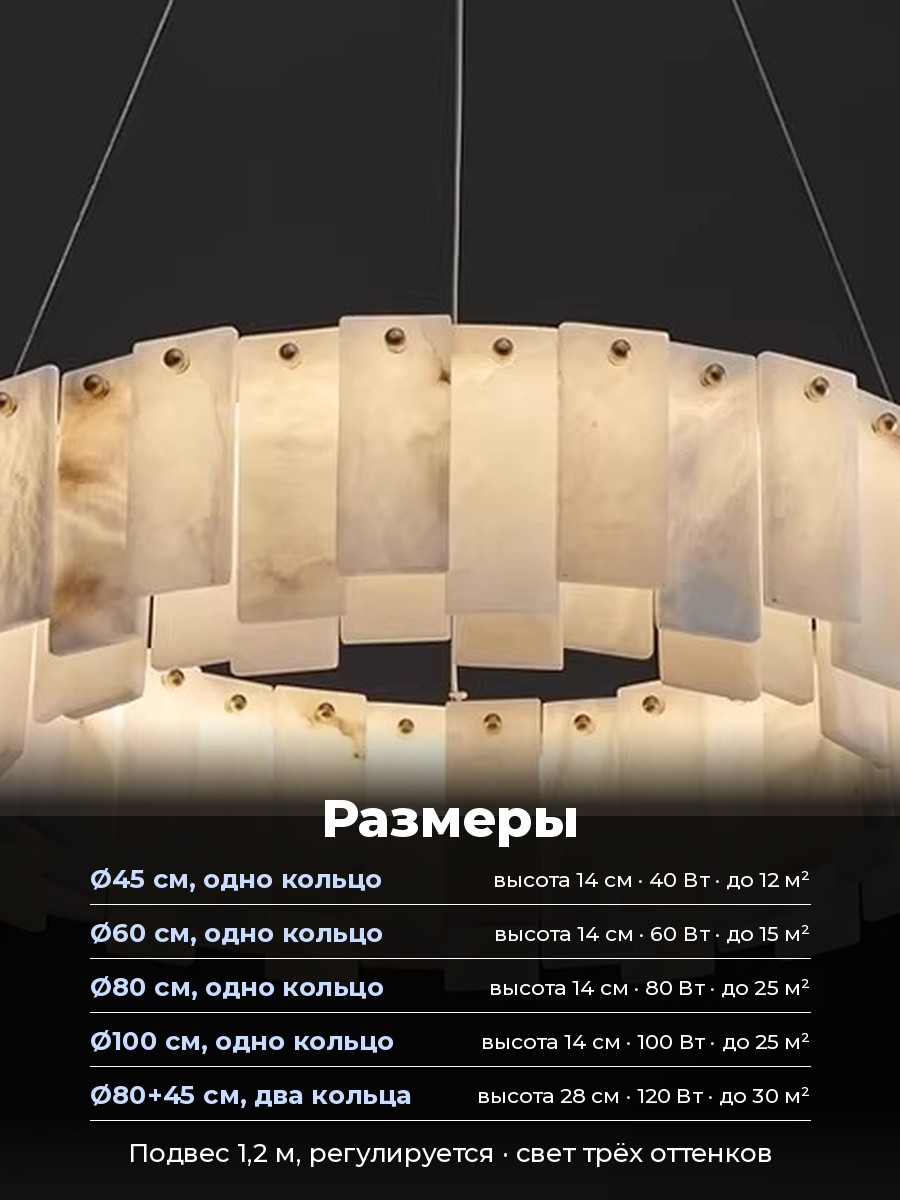 Размеры
Ø45 см, одно кольцо высота 14 см · 40 Вт · до 12 м²
Ø60 см, одно кольцо высота 14 см · 60 Вт · до 15 м²
Ø80 см, одно кольцо высота 14 см · 80 Вт · до 25 м²
Ø100 см, одно кольцо высота 14 см · 100 Вт · до 25 м²
Ø80+45 см, два кольца высота 28 см · 120 Вт · до 30 м²
Подвес 1,2 м, регулируется · свет трёх оттенков